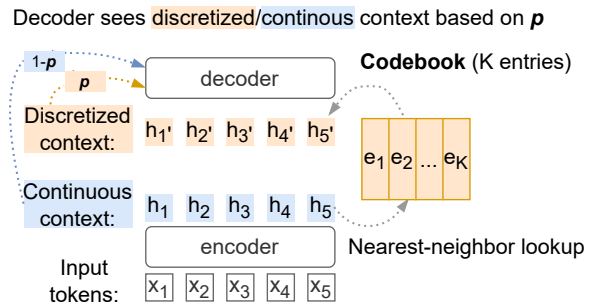 Decoder sees discretized/continous context based on p
1-p
p
decoder
Codebook (K entries)
Discretized
context:
h1' h2' h3' h4' h5'
e1 e2 ... eK
Continuous
context:
h1 h2 h3 h4 h5
encoder
Nearest-neighbor lookup
Input
tokens:
x1 x2 x3 x4 x5